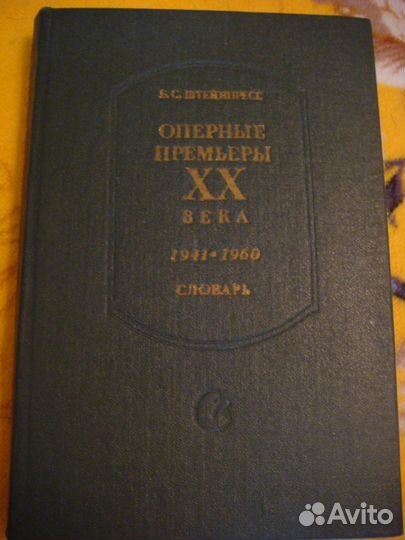 Б.С. ШТЕЙНПРЕСС
ОПЕРНЫЕ
ПРЕМЬЕРЫ
XX
ВЕКА
1941•1960
СЛОВАРЬ
Avito